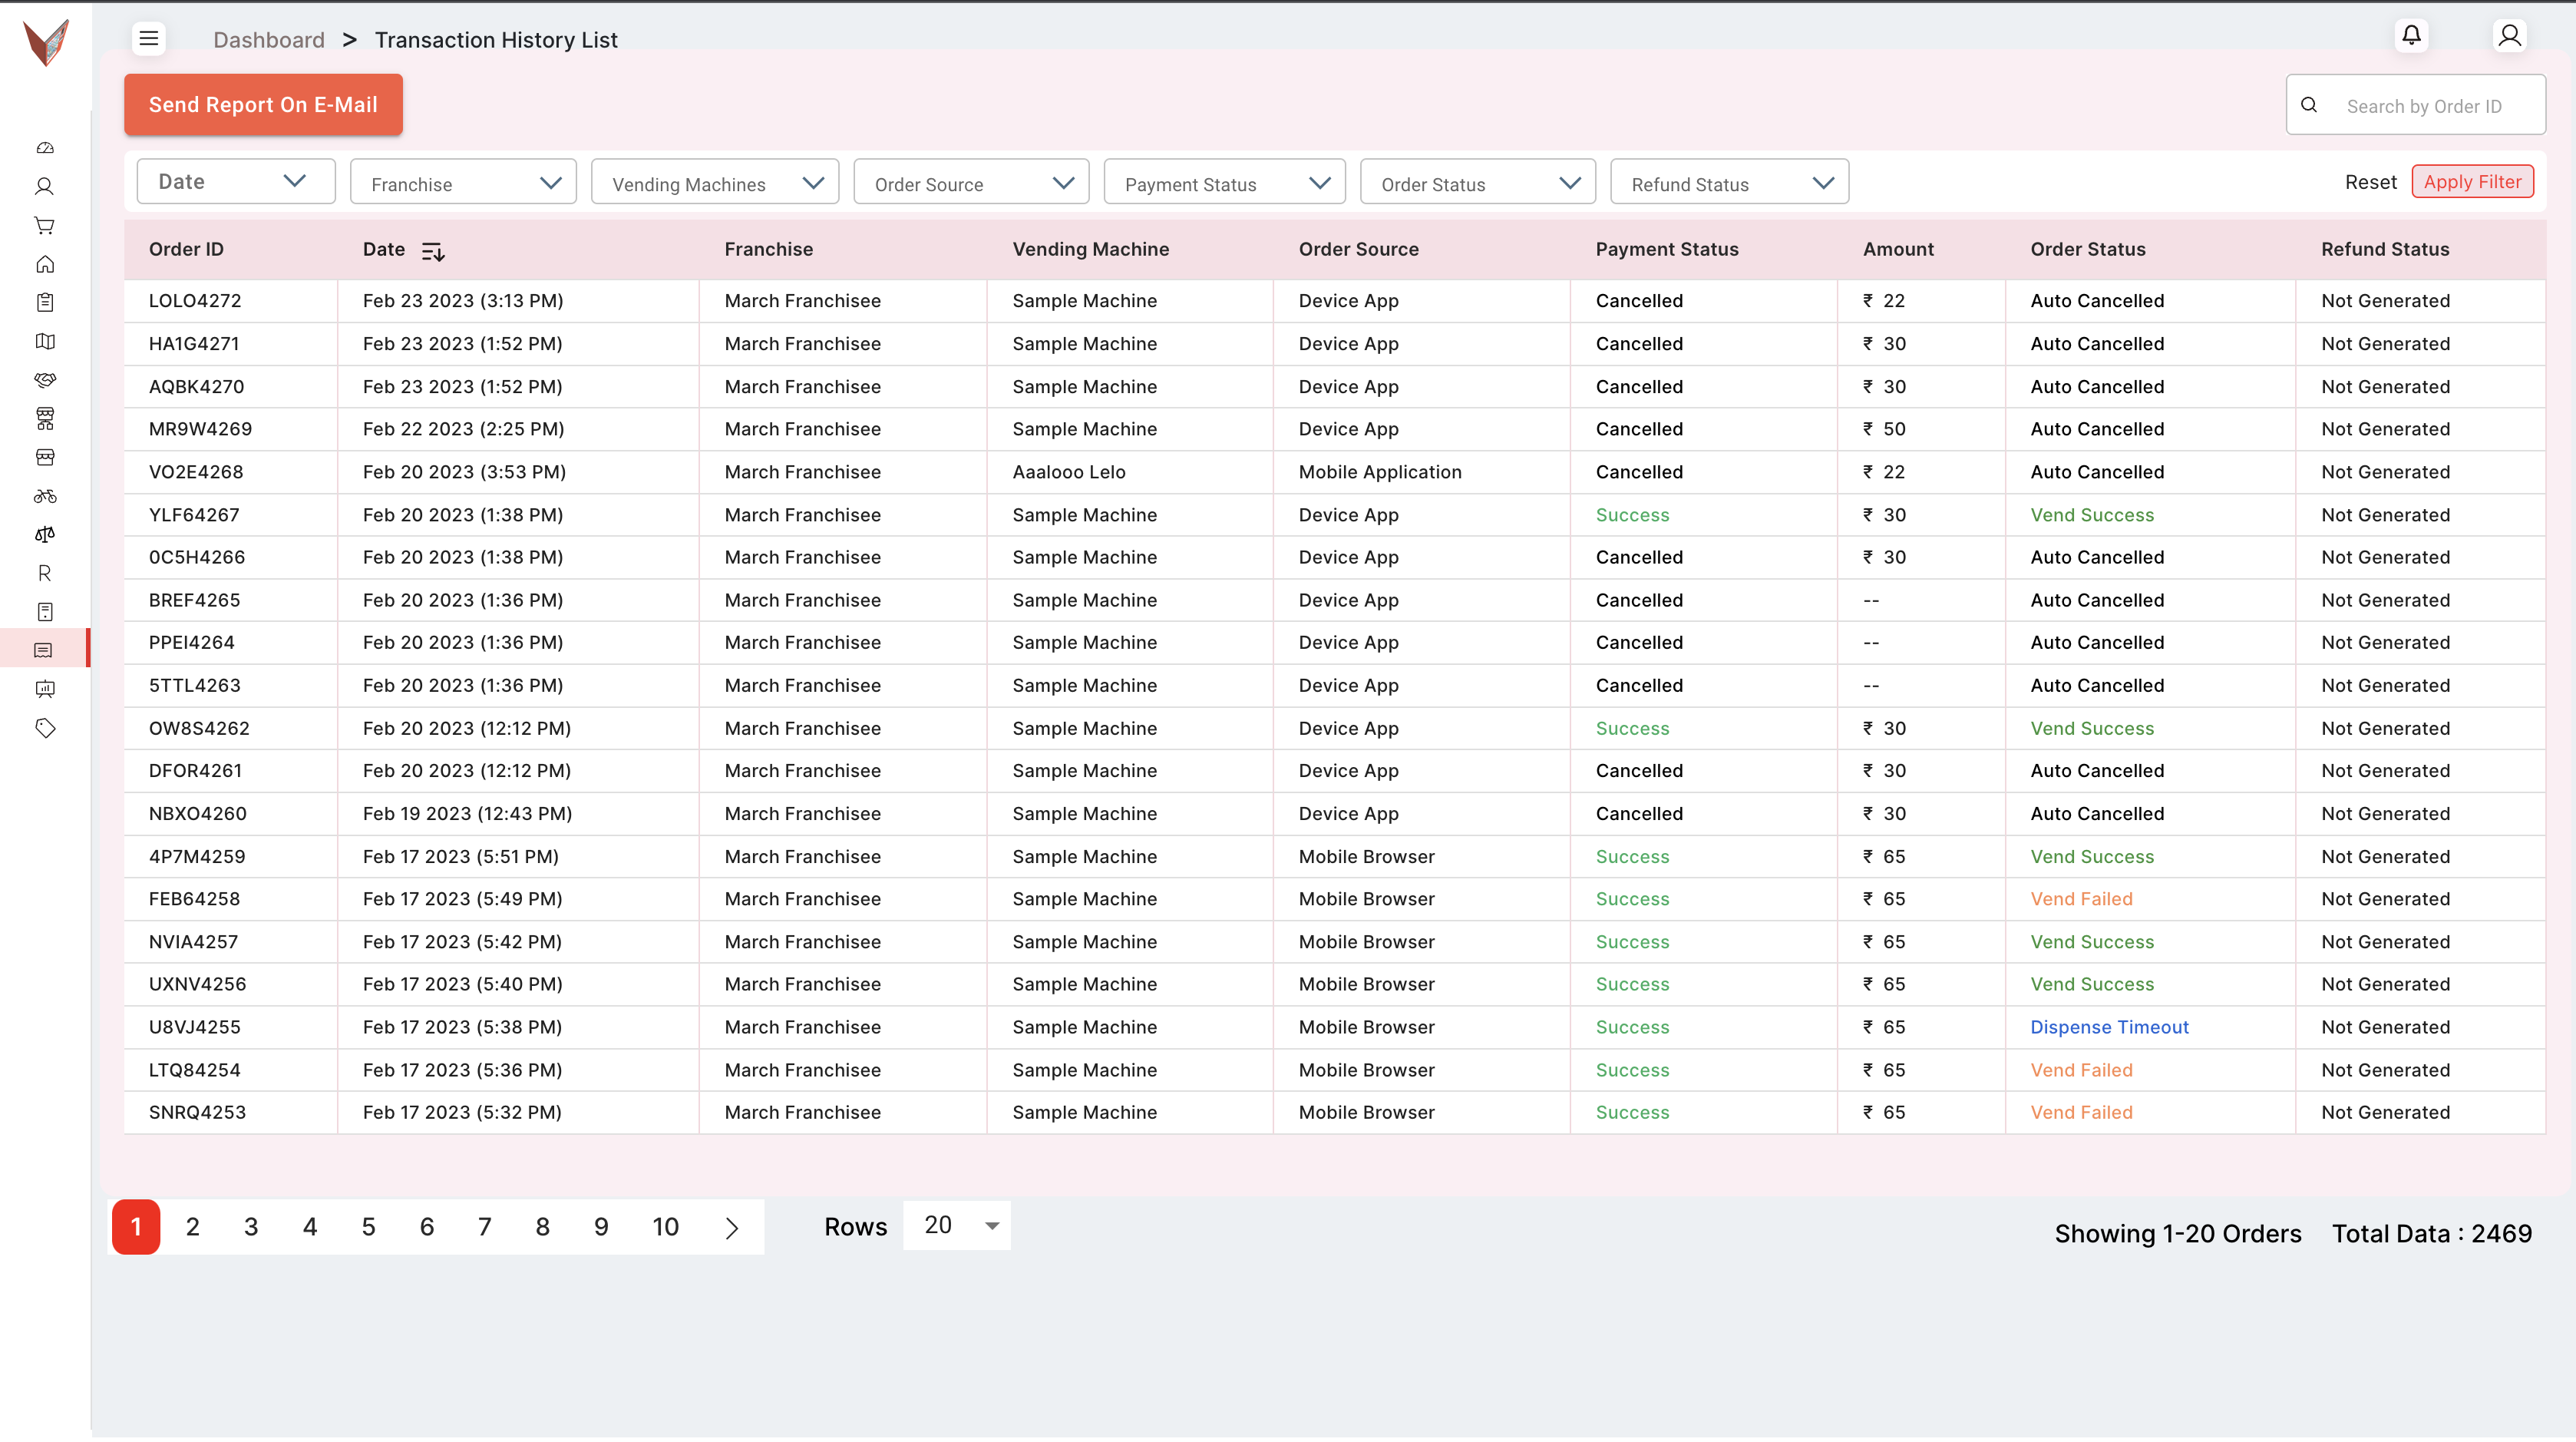 Dashboard > Transaction History List
Send Report On E-Mail
Search by Order ID
Date Franchise Vending Machines Order Source Payment Status Order Status Refund Status Reset Apply Filter
Order ID Date Franchise Vending Machine Order Source Payment Status Amount Order Status Refund Status
LOLO4272 Feb 23 2023 (3:13 PM) March Franchisee Sample Machine Device App Cancelled ₹ 22 Auto Cancelled Not Generated
HA1G4271 Feb 23 2023 (1:52 PM) March Franchisee Sample Machine Device App Cancelled ₹ 30 Auto Cancelled Not Generated
AQBK4270 Feb 23 2023 (1:52 PM) March Franchisee Sample Machine Device App Cancelled ₹ 30 Auto Cancelled Not Generated
MR9W4269 Feb 22 2023 (2:25 PM) March Franchisee Sample Machine Device App Cancelled ₹ 50 Auto Cancelled Not Generated
VO2E4268 Feb 20 2023 (3:53 PM) March Franchisee Aaalooo Lelo Mobile Application Cancelled ₹ 22 Auto Cancelled Not Generated
YLF64267 Feb 20 2023 (1:38 PM) March Franchisee Sample Machine Device App Success ₹ 30 Vend Success Not Generated
0C5H4266 Feb 20 2023 (1:38 PM) March Franchisee Sample Machine Device App Cancelled ₹ 30 Auto Cancelled Not Generated
BREF4265 Feb 20 2023 (1:36 PM) March Franchisee Sample Machine Device App Cancelled -- Auto Cancelled Not Generated
PPEI4264 Feb 20 2023 (1:36 PM) March Franchisee Sample Machine Device App Cancelled -- Auto Cancelled Not Generated
5TTL4263 Feb 20 2023 (1:36 PM) March Franchisee Sample Machine Device App Cancelled -- Auto Cancelled Not Generated
OW8S4262 Feb 20 2023 (12:12 PM) March Franchisee Sample Machine Device App Success ₹ 30 Vend Success Not Generated
DFOR4261 Feb 20 2023 (12:12 PM) March Franchisee Sample Machine Device App Cancelled ₹ 30 Auto Cancelled Not Generated
NBXO4260 Feb 19 2023 (12:43 PM) March Franchisee Sample Machine Device App Cancelled ₹ 30 Auto Cancelled Not Generated
4P7M4259 Feb 17 2023 (5:51 PM) March Franchisee Sample Machine Mobile Browser Success ₹ 65 Vend Success Not Generated
FEB64258 Feb 17 2023 (5:49 PM) March Franchisee Sample Machine Mobile Browser Success ₹ 65 Vend Failed Not Generated
NVIA4257 Feb 17 2023 (5:42 PM) March Franchisee Sample Machine Mobile Browser Success ₹ 65 Vend Success Not Generated
UXNV4256 Feb 17 2023 (5:40 PM) March Franchisee Sample Machine Mobile Browser Success ₹ 65 Vend Success Not Generated
U8VJ4255 Feb 17 2023 (5:38 PM) March Franchisee Sample Machine Mobile Browser Success ₹ 65 Dispense Timeout Not Generated
LTQ84254 Feb 17 2023 (5:36 PM) March Franchisee Sample Machine Mobile Browser Success ₹ 65 Vend Failed Not Generated
SNRQ4253 Feb 17 2023 (5:32 PM) March Franchisee Sample Machine Mobile Browser Success ₹ 65 Vend Failed Not Generated
1 2 3 4 5 6 7 8 9 10 Rows 20 Showing 1-20 Orders Total Data : 2469
R